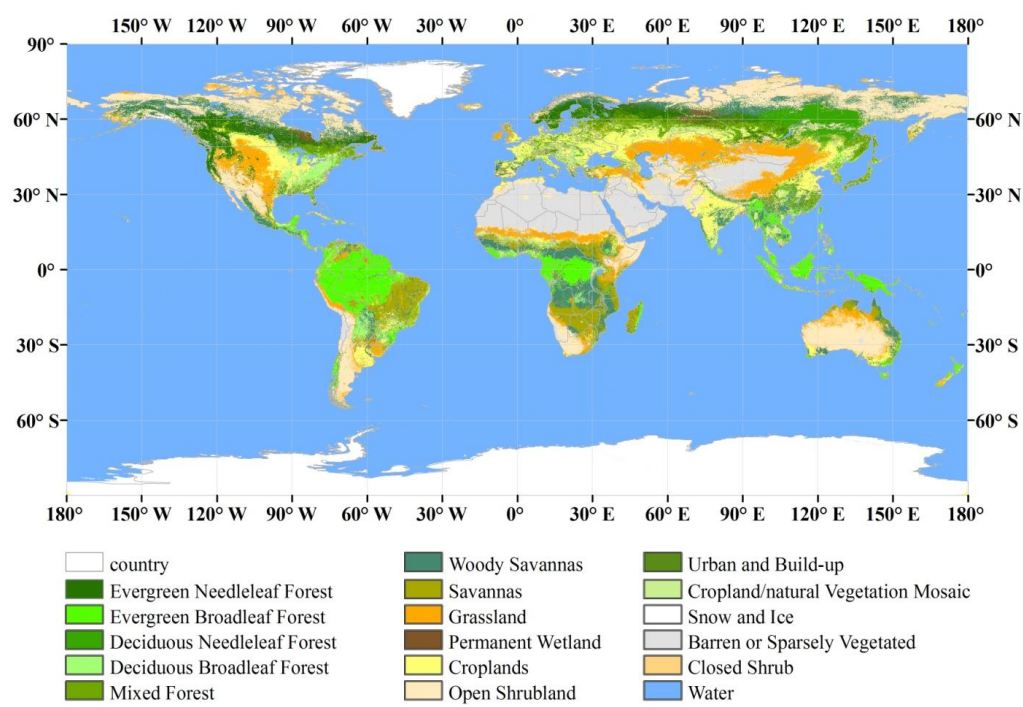 150° W 120° W 90° W 60° W 30° W 0° 30° E 60° E 90° E 120° E 150° E 180°
90°
60° N 60° N
30° N 30° N
0° 0°
30° S 30° S
60° S 60° S
180° 150° W 120° W 90° W 60° W 30° W 0° 30° E 60° E 90° E 120° E 150° E 180°
country
Evergreen Needleleaf Forest
Evergreen Broadleaf Forest
Deciduous Needleleaf Forest
Deciduous Broadleaf Forest
Mixed Forest
Woody Savannas
Savannas
Grassland
Permanent Wetland
Croplands
Open Shrubland
Urban and Build-up
Cropland/natural Vegetation Mosaic
Snow and Ice
Barren or Sparsely Vegetated
Closed Shrub
Water